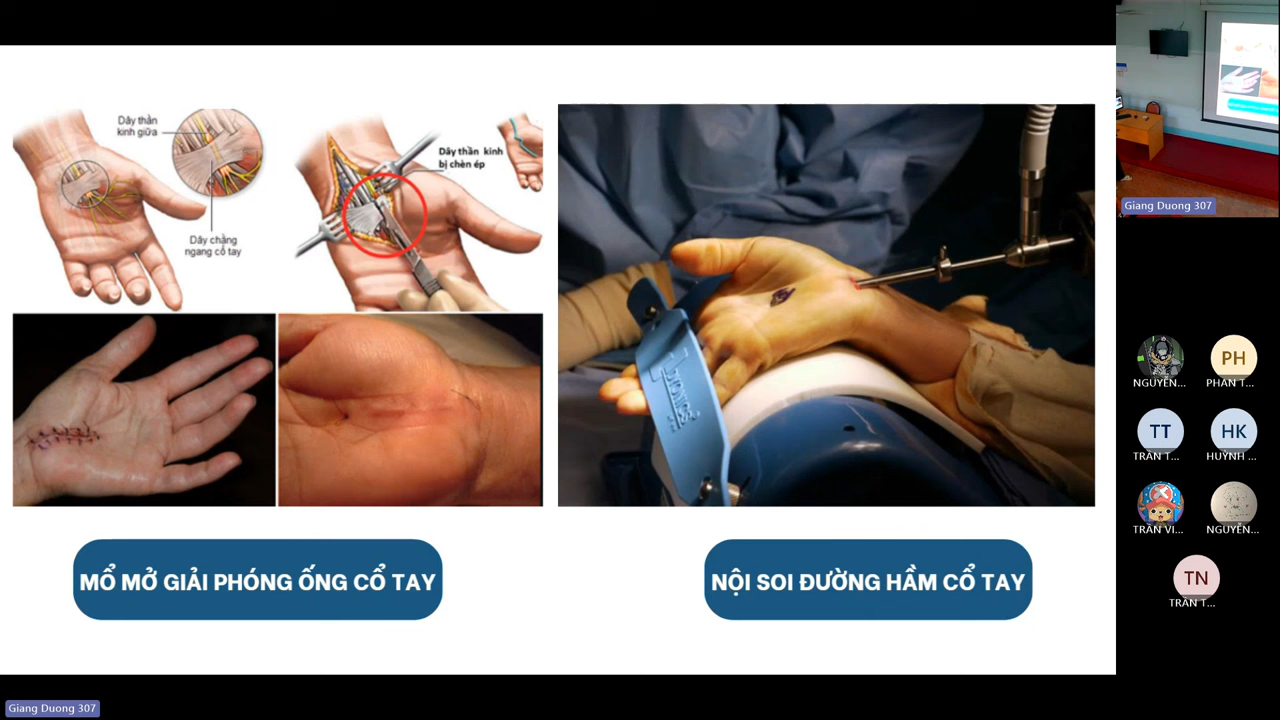 Dây thần
kinh giữa
Dây chằng
ngang cổ tay
Dây thần kinh
bị chèn ép
MỔ MỞ GIẢI PHÓNG ỐNG CỔ TAY
NỘI SOI ĐƯỜNG HẦM CỔ TAY
Giang Duong 307
NGUYỄN...
PH
PHAN T...
TT
TRẦN T...
HK
HUỲNH ...
TRẦN VI...
NGUYỄN...
TN
TRẦN T...
Giang Duong 307